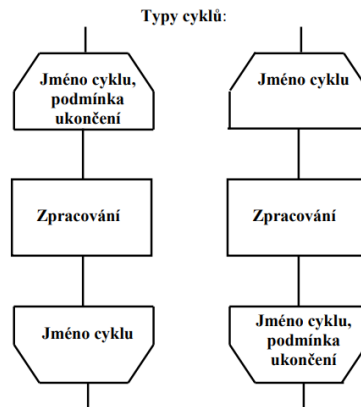 Typy cyklů:
Jméno cyklu,
podmínka
ukončení
Jméno cyklu
Zpracování
Zpracování
Jméno cyklu
Jméno cyklu,
podmínka
ukončení